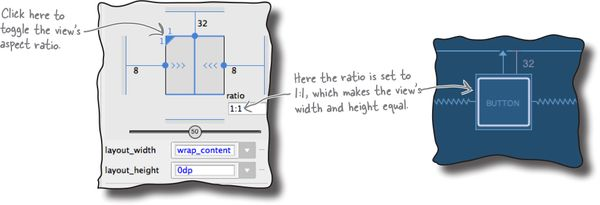 Click here to
toggle the view's
aspect ratio.
1
1
32
8
8
ratio
1:1
50
layout_width
wrap_content
layout_height
0dp
Here the ratio is set to
1:1, which makes the view's
width and height equal.
32
BUTTON